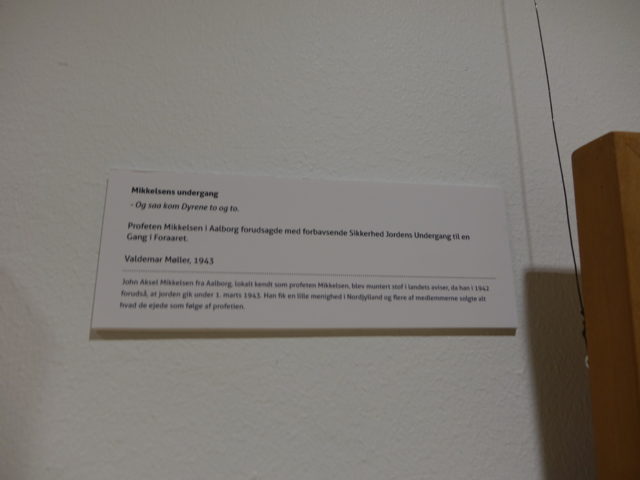 Mikkelsens undergang
- Og saa kom Dyrene to og to.
Profeten Mikkelsen i Aalborg forudsagde med forbavsende Sikkerhed Jordens Undergang til en
Gang i Foraaret.
Valdemar Møller, 1943
John Aksel Mikkelsen fra Aalborg, lokalt kendt som profeten Mikkelsen, blev muntert stof i landets aviser, da han i 1942
forudså, at jorden gik under 1. marts 1943. Han fik en lille menighed i Nordjylland og flere af medlemmerne solgte alt
hvad de ejede som følge af profetien.